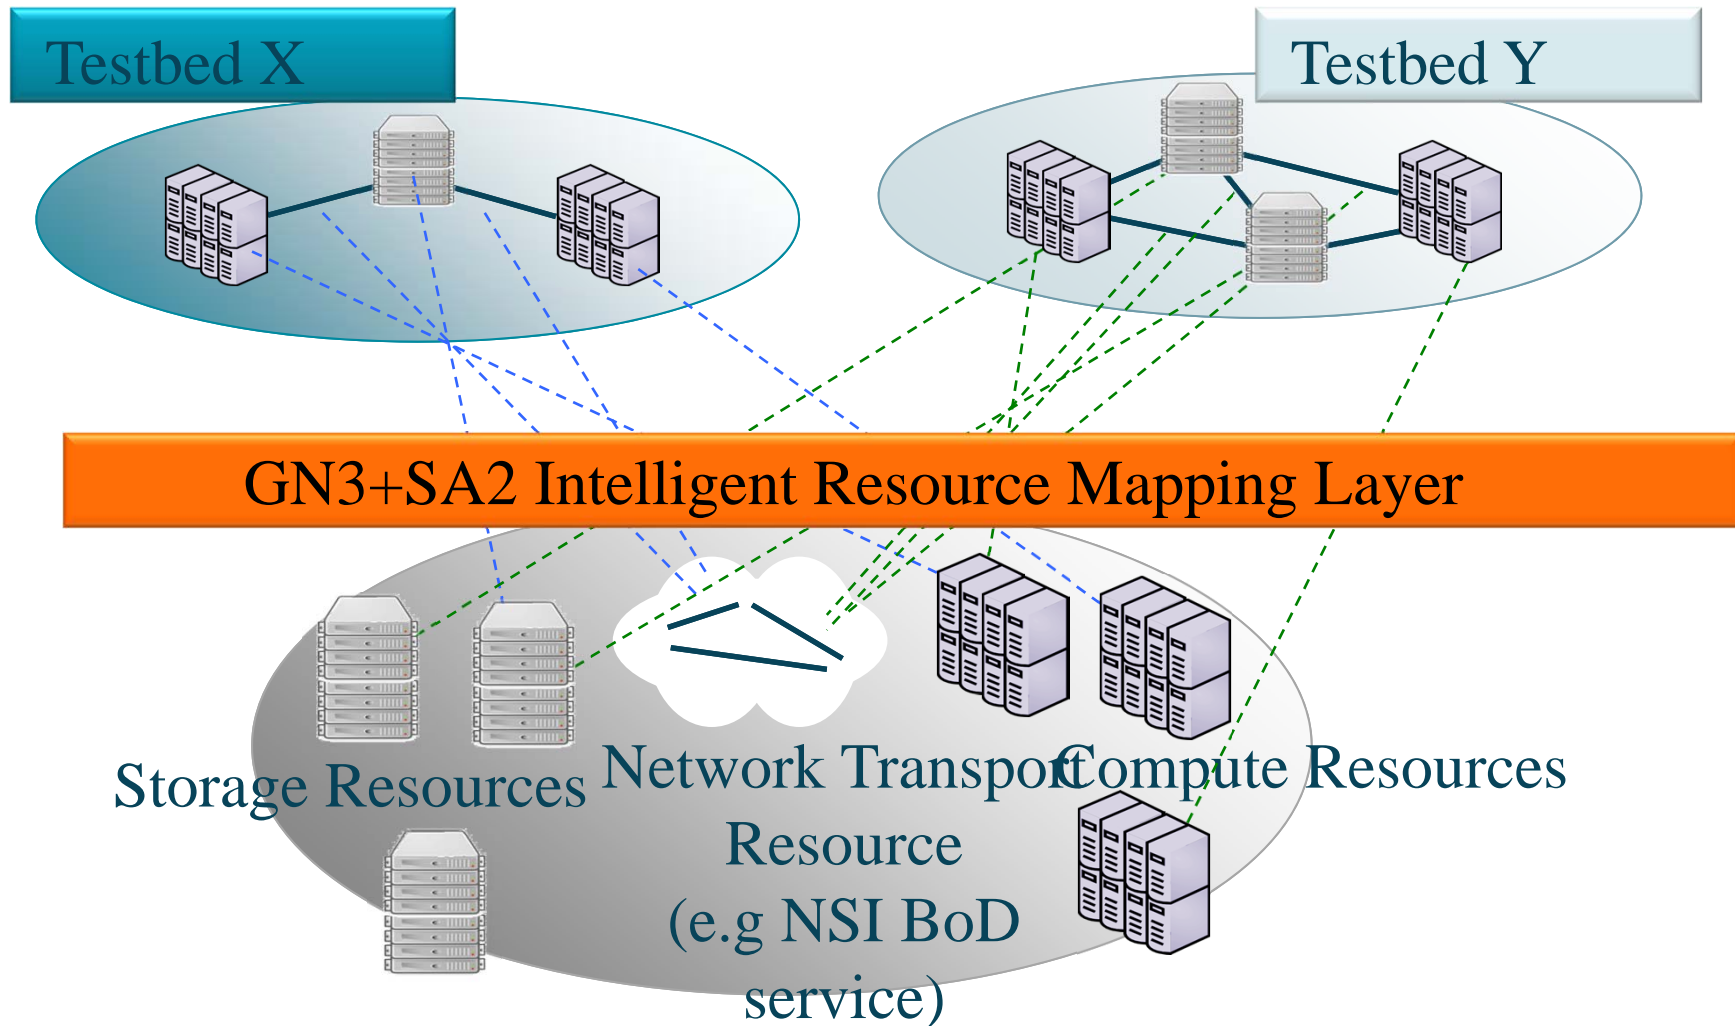 Testbed X
Testbed Y
GN3+SA2 Intelligent Resource Mapping Layer
Storage Resources
Network Transport
Resource
(e.g NSI BoD
service)
Compute Resources